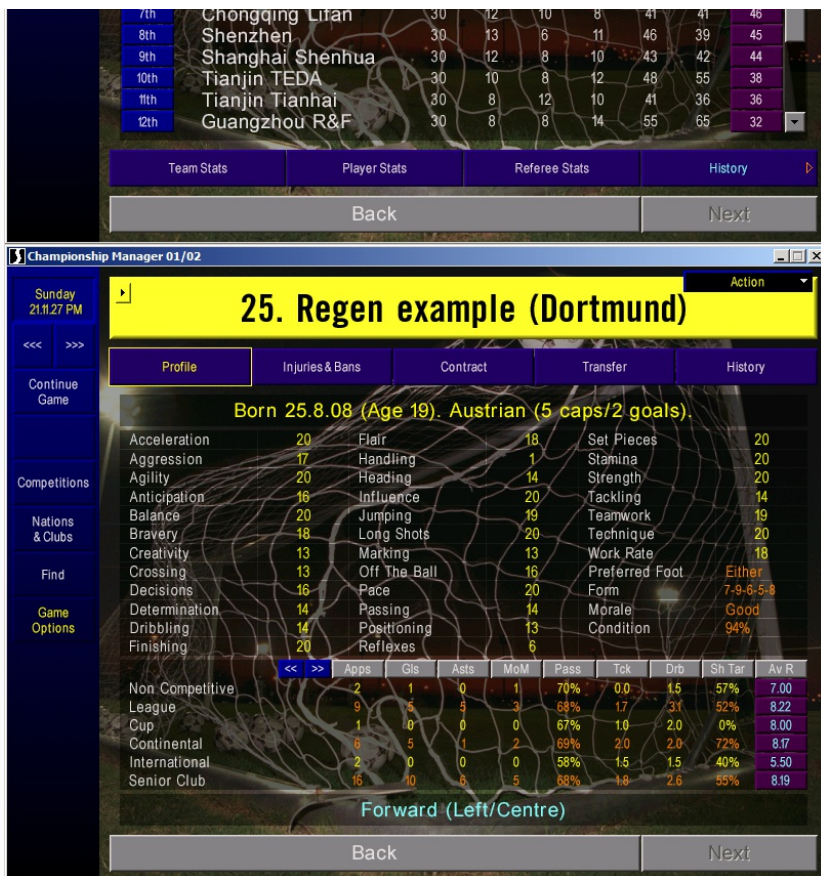 7th Chongqing Lifan 30 12 10 8 41 41 46
8th Shenzhen 30 13 6 11 46 39 45
9th Shanghai Shenhua 30 12 8 10 43 42 44
10th Tianjin TEDA 30 10 8 12 48 55 38
11th Tianjin Tianhai 30 8 12 10 41 36 36
12th Guangzhou R&F 30 8 8 14 55 65 32
Team Stats Player Stats Referee Stats History
Back Next
Championship Manager 01/02
Sunday
21.11.27 PM
<<< >>>
Continue
Game
Competitions
Nations
& Clubs
Find
Game
Options
Action
25. Regen example (Dortmund)
Profile Injuries & Bans Contract Transfer History
Born 25.8.08 (Age 19). Austrian (5 caps/2 goals).
Acceleration 20 Flair 18 Set Pieces 20
Aggression 17 Handling 1 Stamina 20
Agility 20 Heading 14 Strength 20
Anticipation 16 Influence 20 Tackling 14
Balance 20 Jumping 19 Teamwork 19
Bravery 18 Long Shots 20 Technique 20
Creativity 13 Marking 13 Work Rate 18
Crossing 13 Off The Ball 16 Preferred Foot Either
Decisions 16 Pace 20 Form 7-9-6-5-8
Determination 14 Passing 14 Morale Good
Dribbling 14 Positioning 13 Condition 94%
Finishing 20 Reflexes 6
<< >> Apps Gls Asts MoM Pass Tck Drb Sh Tar Av R
Non Competitive 2 1 0 1 70% 0.0 1.5 57% 7.00
League 9 5 5 3 68% 1.7 3.1 52% 8.22
Cup 1 0 0 0 67% 1.0 2.0 0% 8.00
Continental 6 5 1 2 69% 2.0 2.0 72% 8.17
International 2 0 0 0 58% 1.5 1.5 40% 5.50
Senior Club 16 10 6 5 68% 1.8 2.6 55% 8.19
Forward (Left/Centre)
Back Next